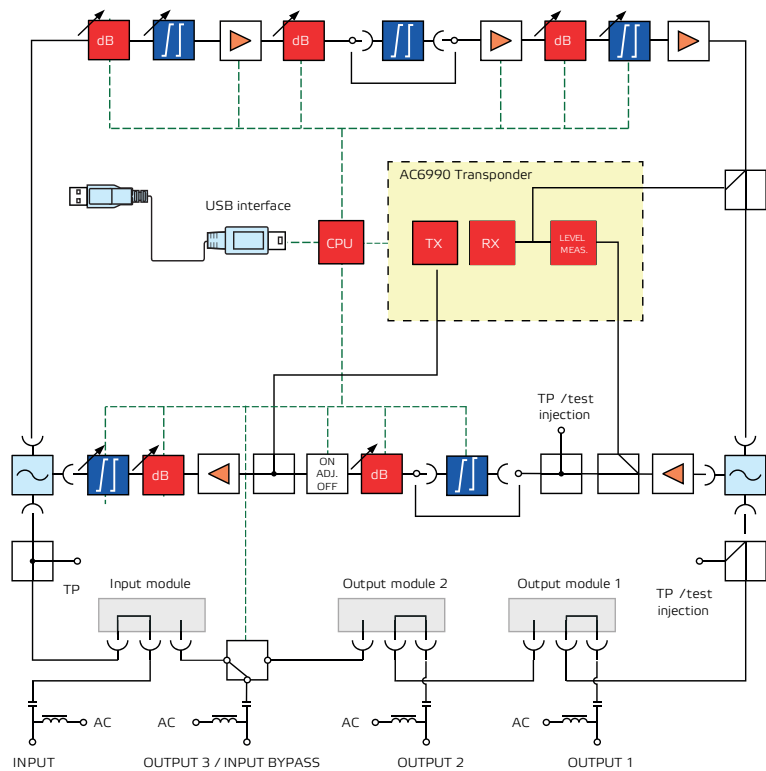 dB
dB
dB
AC6990 Transponder
USB interface
CPU
TX
RX
LEVEL
MEAS.
TP /test
injection
dB
ON
ADJ.
OFF
dB
TP
Input module
Output module 2
Output module 1
TP /test
injection
AC
AC
AC
AC
INPUT
OUTPUT 3 / INPUT BYPASS
OUTPUT 2
OUTPUT 1